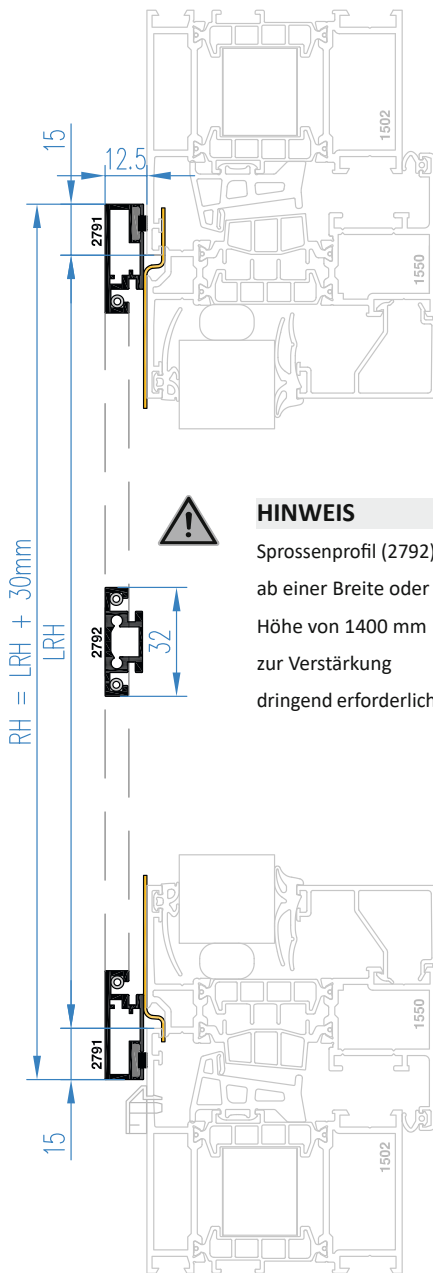 1502
15
12.5
2791
1550
HINWEIS
Sprossenprofil (2792)
ab einer Breite oder
Höhe von 1400 mm
zur Verstärkung
dringend erforderlich
RH = LRH + 30mm
LRH
2792
32
1550
2791
15
1502